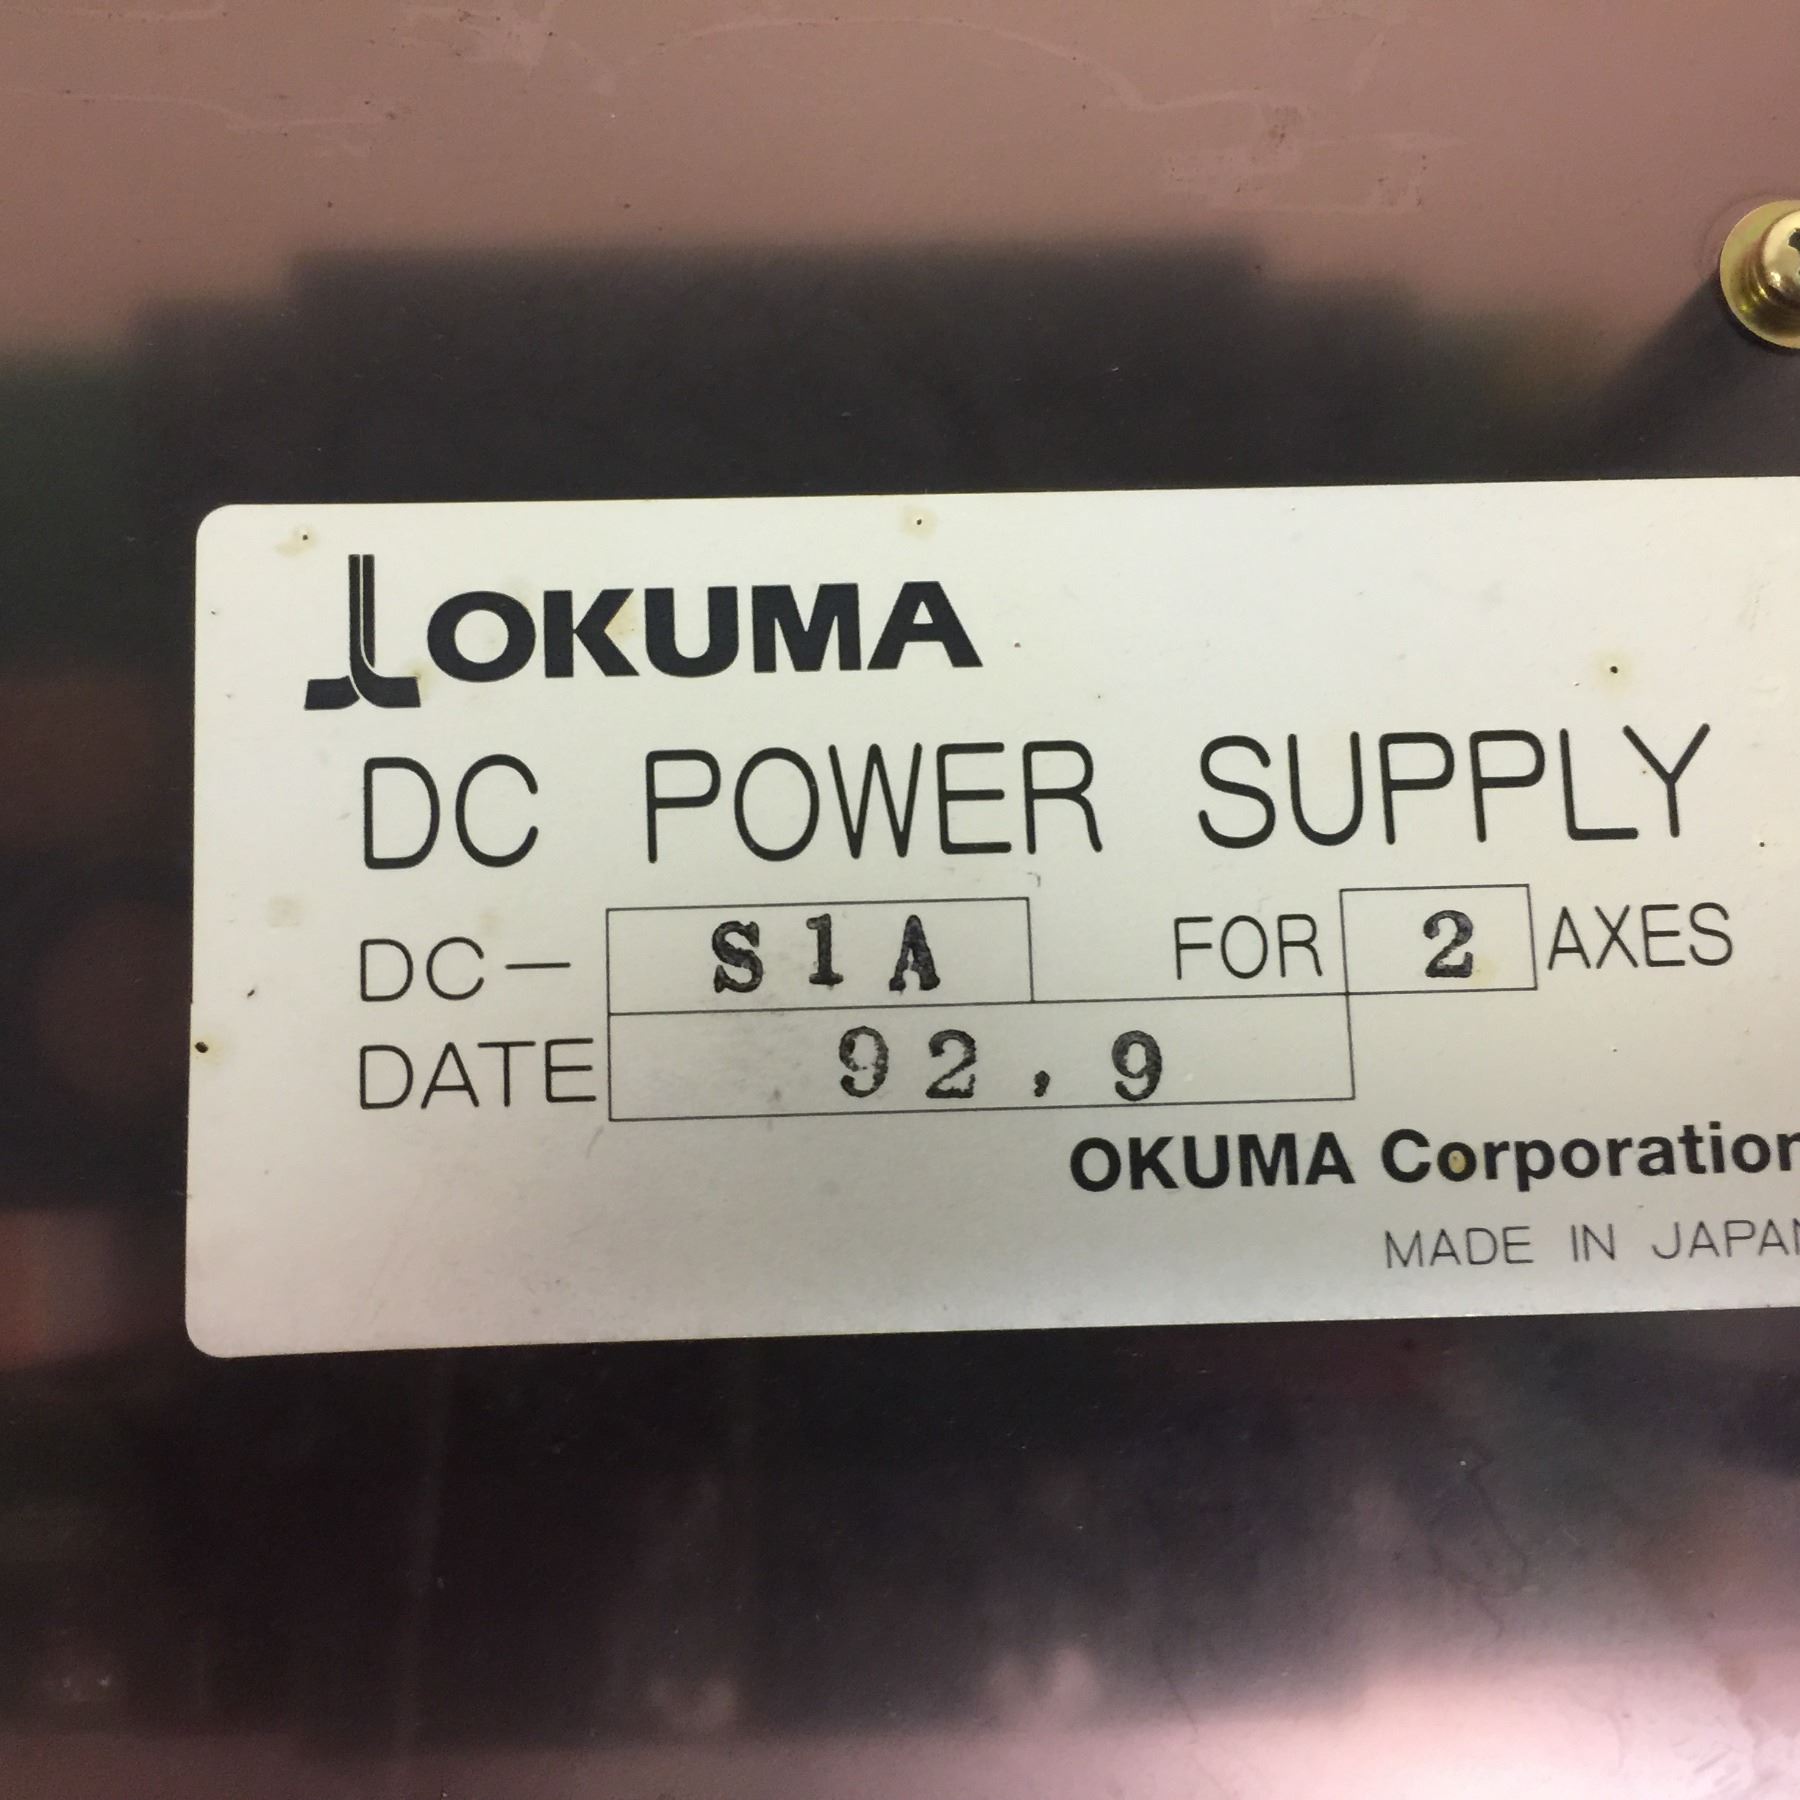 OKUMA
DC POWER SUPPLY
DC- S1A FOR 2 AXES
DATE 92,9
OKUMA Corporation
MADE IN JAPAN